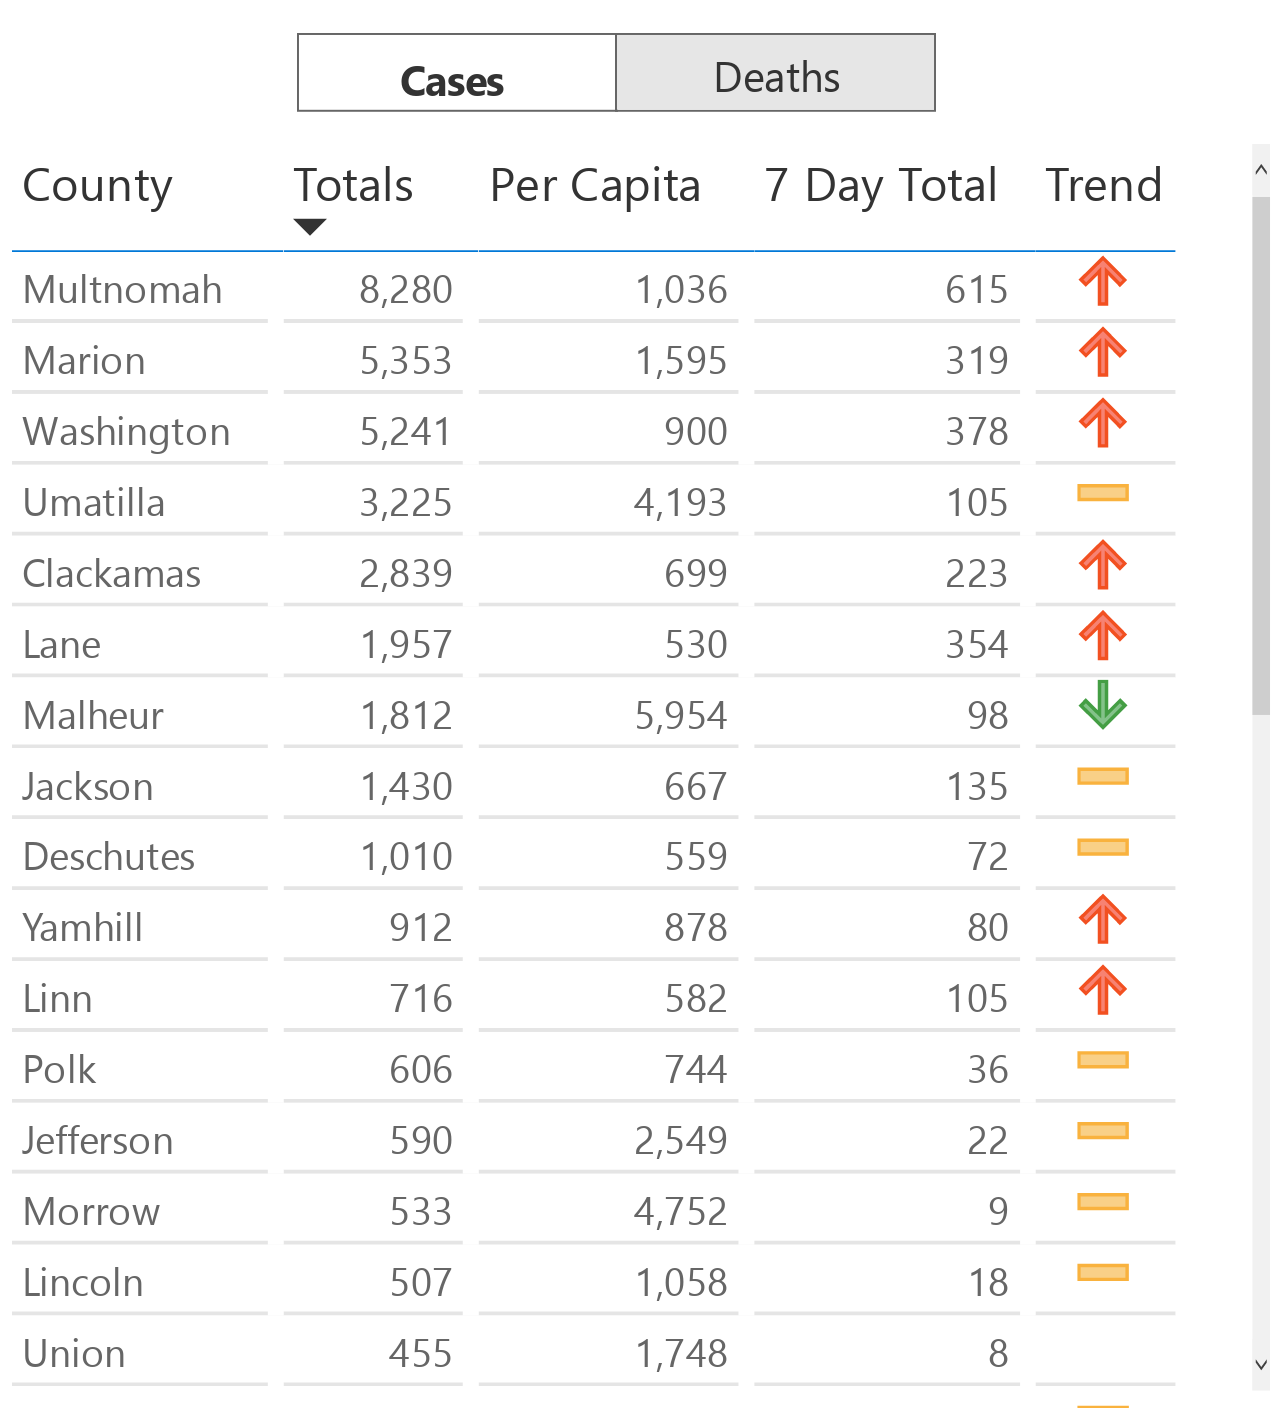 Cases Deaths
County Totals Per Capita 7 Day Total Trend
Multnomah 8,280 1,036 615
Marion 5,353 1,595 319
Washington 5,241 900 378
Umatilla 3,225 4,193 105
Clackamas 2,839 699 223
Lane 1,957 530 354
Malheur 1,812 5,954 98
Jackson 1,430 667 135
Deschutes 1,010 559 72
Yamhill 912 878 80
Linn 716 582 105
Polk 606 744 36
Jefferson 590 2,549 22
Morrow 533 4,752 9
Lincoln 507 1,058 18
Union 455 1,748 8